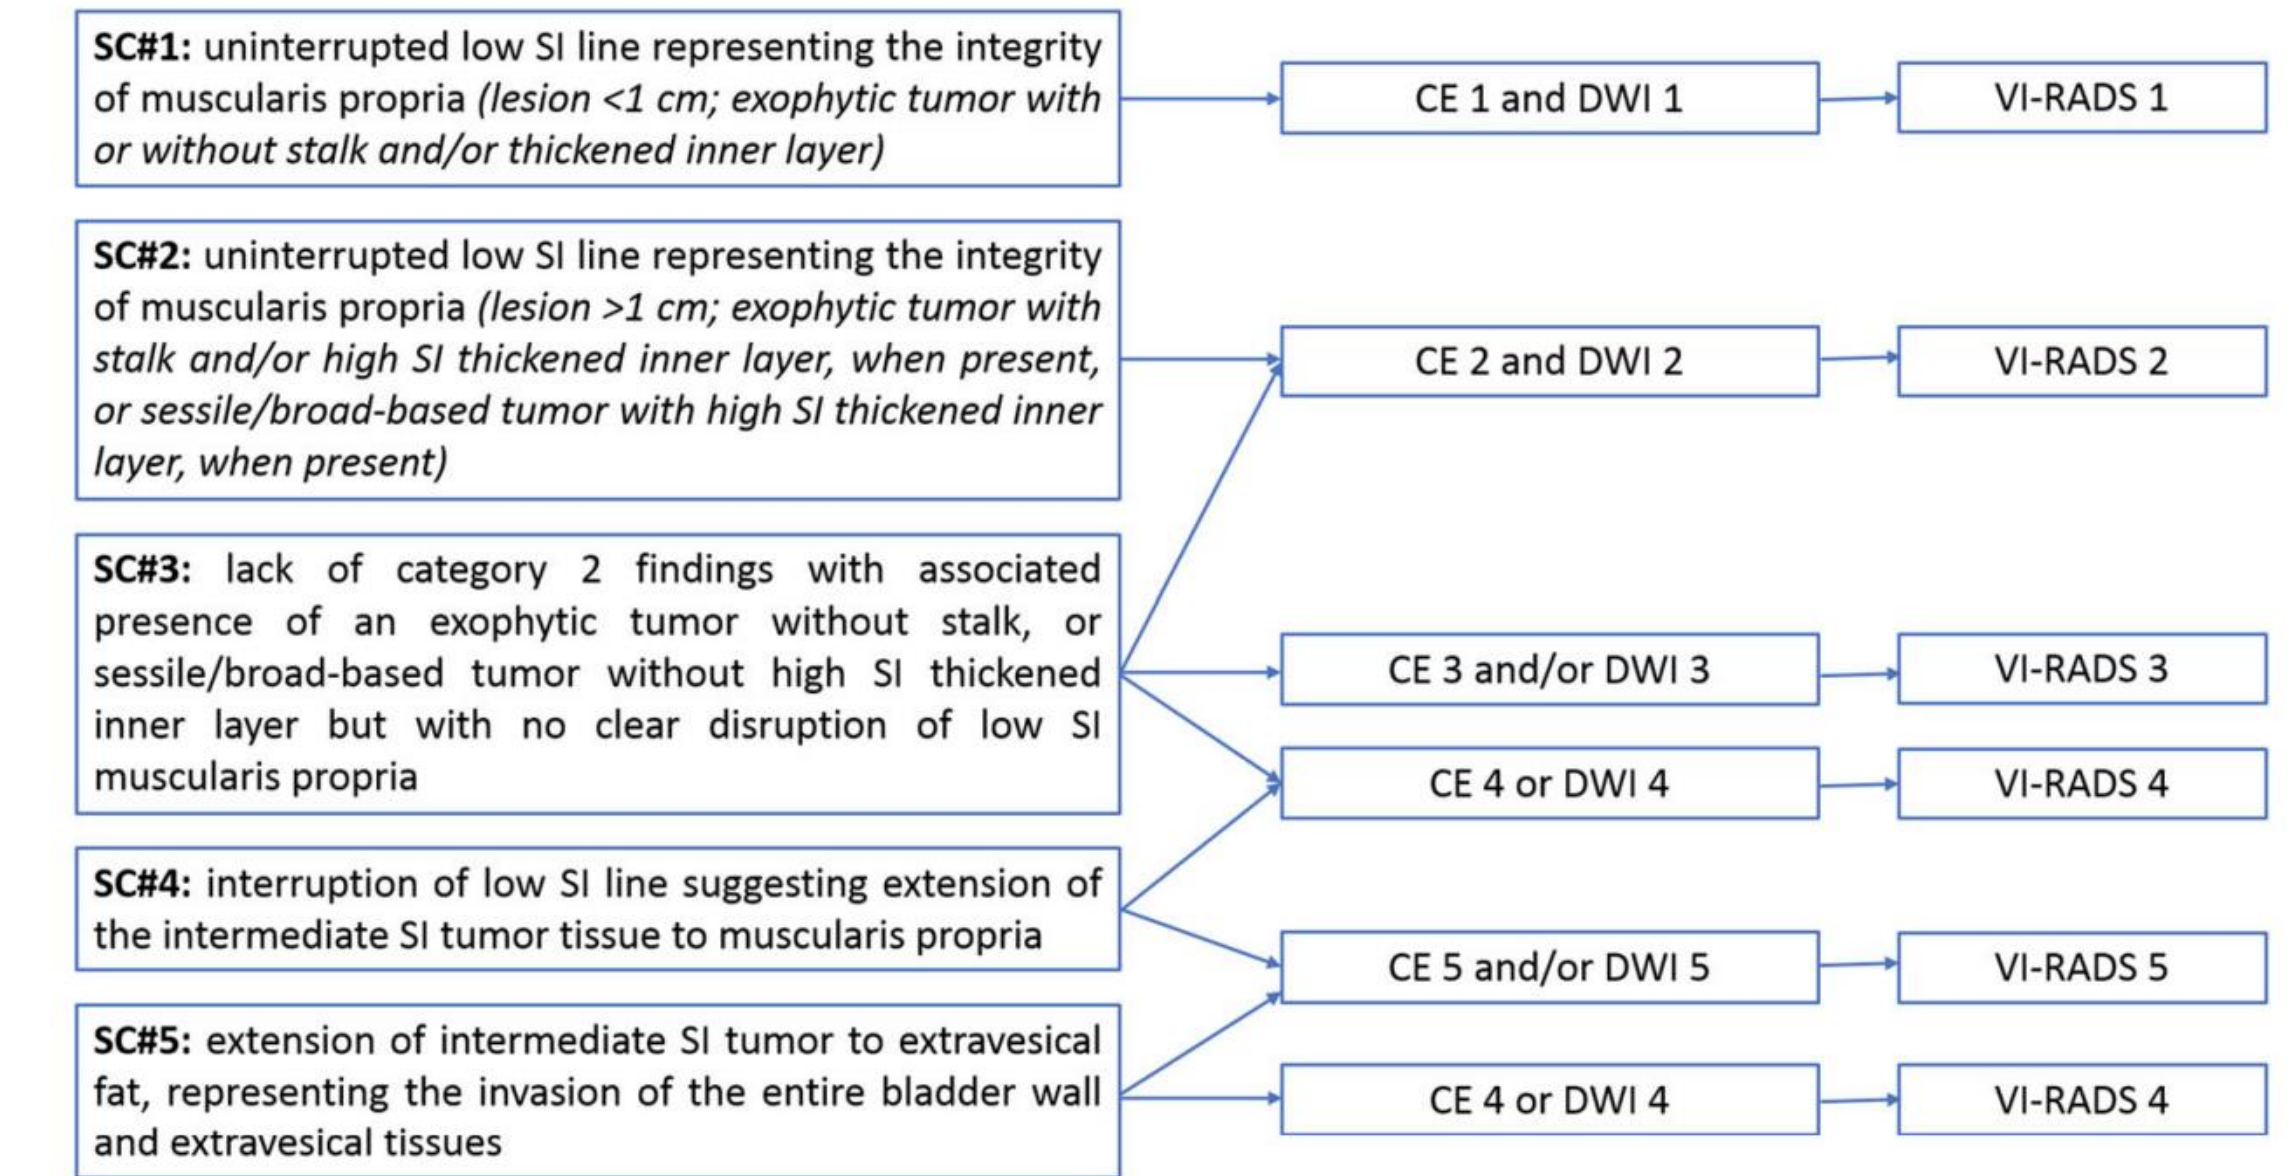 SC#1: uninterrupted low SI line representing the integrity
of muscularis propria (lesion <1 cm; exophytic tumor with
or without stalk and/or thickened inner layer)
CE 1 and DWI 1
VI-RADS 1
SC#2: uninterrupted low SI line representing the integrity
of muscularis propria (lesion >1 cm; exophytic tumor with
stalk and/or high SI thickened inner layer, when present,
or sessile/broad-based tumor with high SI thickened inner
layer, when present)
CE 2 and DWI 2
VI-RADS 2
SC#3: lack of category 2 findings with associated
presence of an exophytic tumor without stalk, or
sessile/broad-based tumor without high SI thickened
inner layer but with no clear disruption of low SI
muscularis propria
CE 3 and/or DWI 3
VI-RADS 3
CE 4 or DWI 4
VI-RADS 4
SC#4: interruption of low SI line suggesting extension of
the intermediate SI tumor tissue to muscularis propria
CE 5 and/or DWI 5
VI-RADS 5
SC#5: extension of intermediate SI tumor to extravesical
fat, representing the invasion of the entire bladder wall
and extravesical tissues
CE 4 or DWI 4
VI-RADS 4